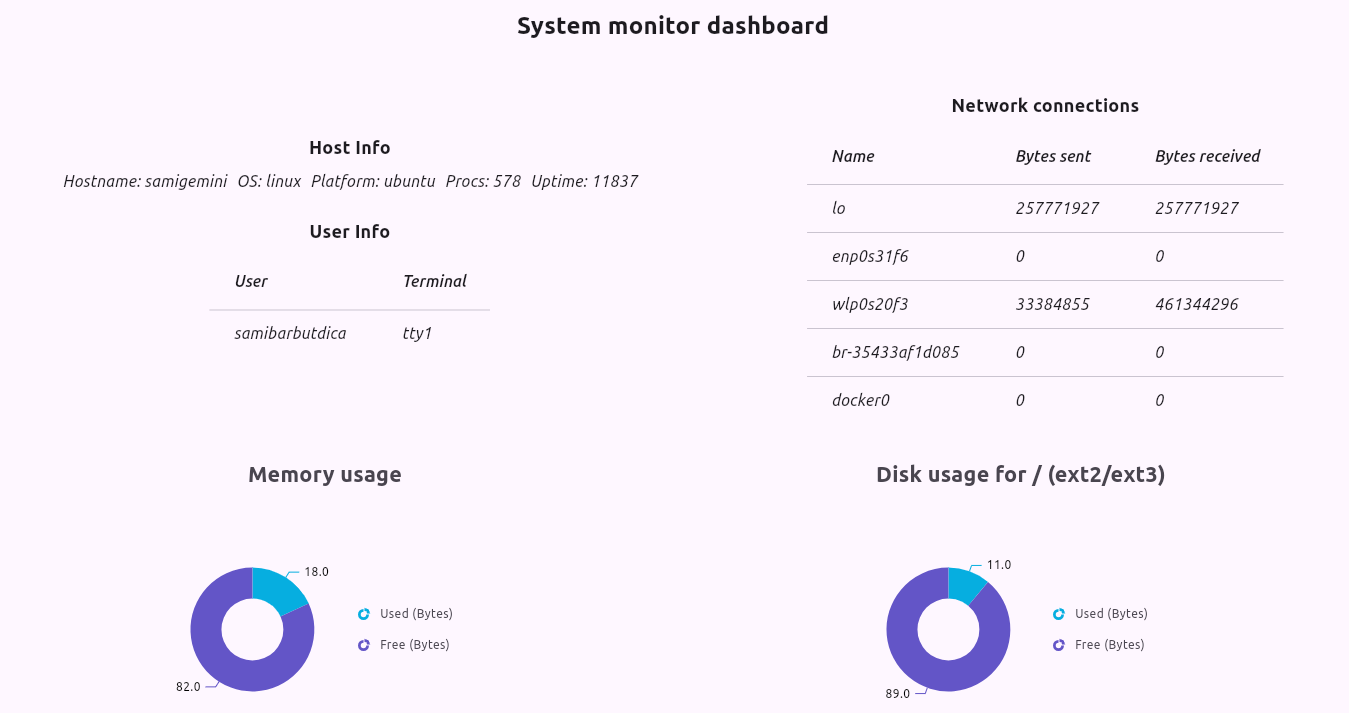 System monitor dashboard
Host Info
Hostname: samigemini OS: linux Platform: ubuntu Procs: 578 Uptime: 11837
User Info
User Terminal
samibarbutdica tty1
Network connections
Name Bytes sent Bytes received
lo 257771927 257771927
enp0s31f6 0 0
wlp0s20f3 33384855 461344296
br-35433af1d085 0 0
docker0 0 0
Memory usage
18.0
82.0
Used (Bytes)
Free (Bytes)
Disk usage for / (ext2/ext3)
11.0
89.0
Used (Bytes)
Free (Bytes)